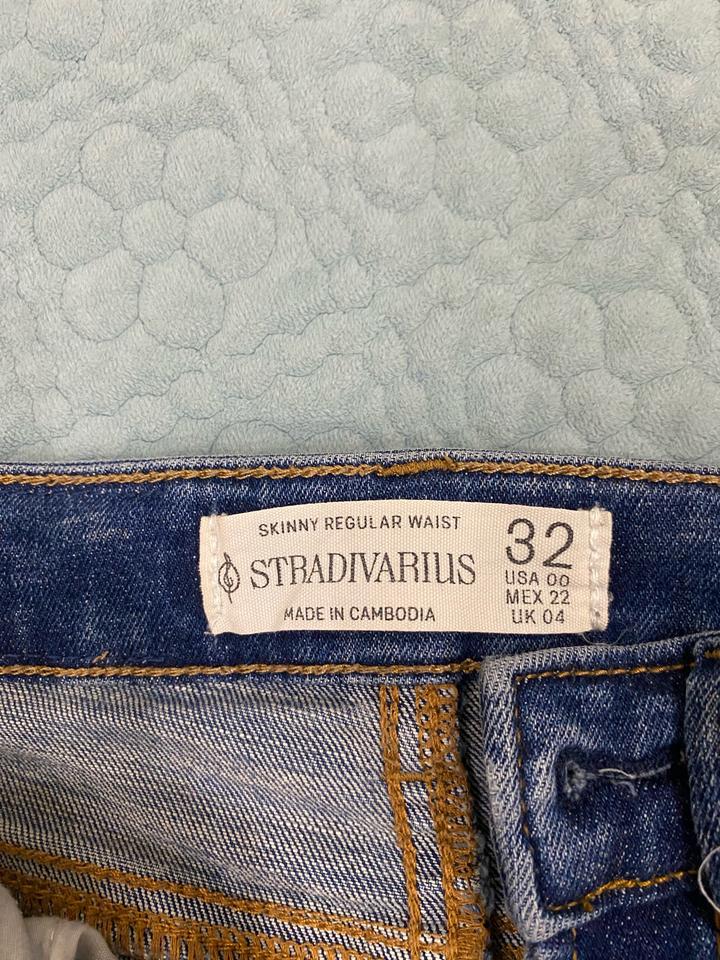 SKINNY REGULAR WAIST
STRADIVARIUS
MADE IN CAMBODIA
32
USA 00
MEX 22
UK 04